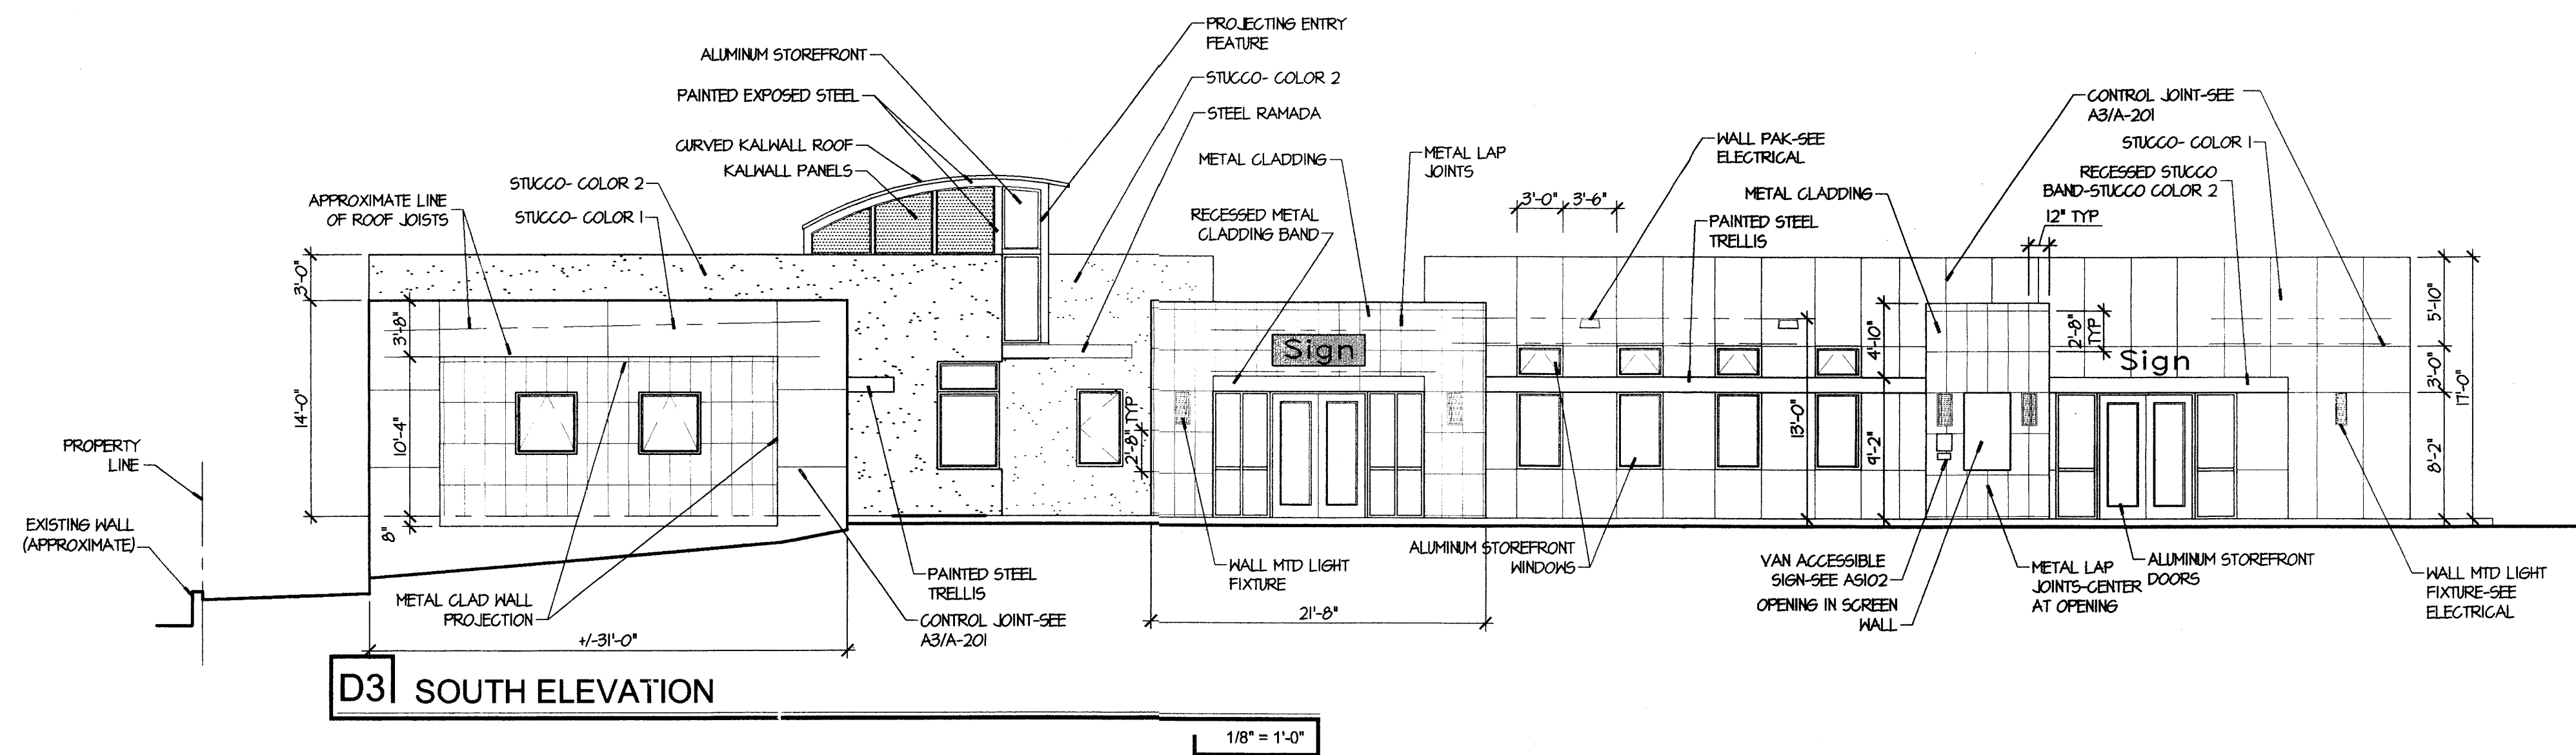 PROJECTING ENTRY
FEATURE
ALUMINUM STOREFRONT
STUCCO- COLOR 2
PAINTED EXPOSED STEEL
STEEL RAMADA
CURVED KALWALL ROOF
KALWALL PANELS
METAL CLADDING
METAL LAP
JOINTS
WALL PAK-SEE
ELECTRICAL
CONTROL JOINT-SEE
A3/A-201
STUCCO- COLOR 1
RECESSED STUCCO
BAND-STUCCO COLOR 2
METAL CLADDING
12" TYP
STUCCO- COLOR 2
APPROXIMATE LINE
OF ROOF JOISTS
STUCCO- COLOR 1
RECESSED METAL
CLADDING BAND
3'-0"
3'-6"
PAINTED STEEL
TRELLIS
3'-0"
3'-8"
14'-0"
10'-4"
8"
Sign
2'-8" TYP
13'-0"
4'-10"
9'-2"
2'-8"
TYP
Sign
5'-10"
3'-0"
17'-0"
8'-2"
PROPERTY
LINE
EXISTING WALL
(APPROXIMATE)
METAL CLAD WALL
PROJECTION
PAINTED STEEL
TRELLIS
CONTROL JOINT-SEE
A3/A-201
WALL MTD LIGHT
FIXTURE
ALUMINUM STOREFRONT
WINDOWS
VAN ACCESSIBLE
SIGN-SEE AS102
OPENING IN SCREEN
WALL
METAL LAP
JOINTS-CENTER
AT OPENING
ALUMINUM STOREFRONT
DOORS
WALL MTD LIGHT
FIXTURE-SEE
ELECTRICAL
+/-31'-0"
21'-8"
D3 SOUTH ELEVATION
1/8" = 1'-0"